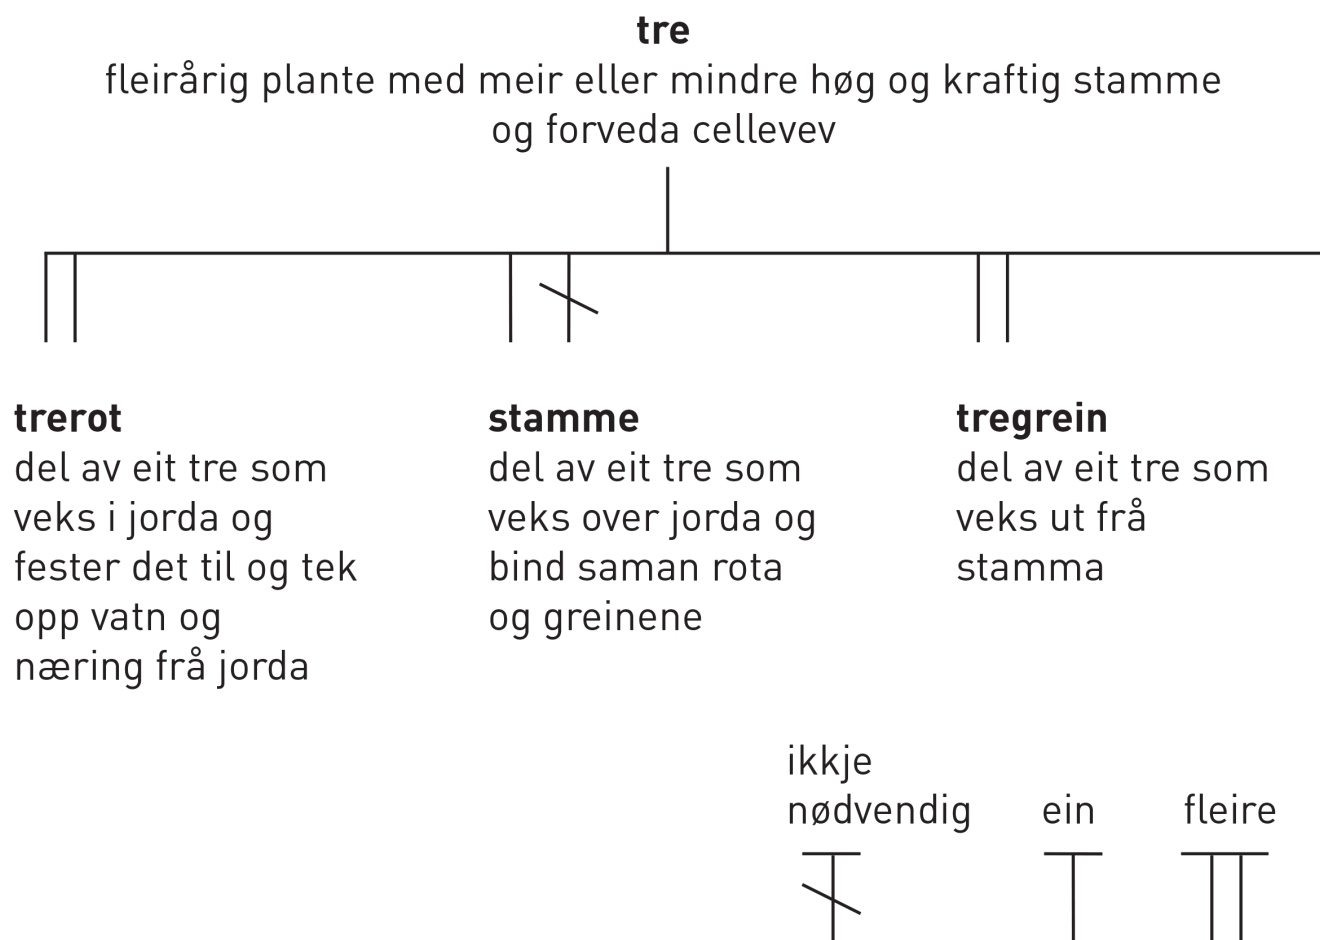 tre
fleirårig plante med meir eller mindre høg og kraftig stamme
og forveda cellevev
trerot
del av eit tre som
veks i jorda og
fester det til og tek
opp vatn og
næring frå jorda
stamme
del av eit tre som
veks over jorda og
bind saman rota
og greinene
tregrein
del av eit tre som
veks ut frå
stamma
ikkje
nødvendig
ein
fleire